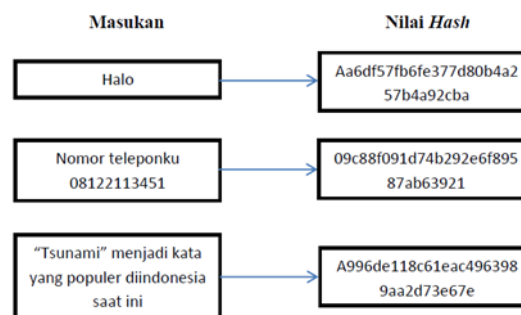 Masukan
Nilai Hash
Halo
Aa6df57fb6fe377d80b4a2
57b4a92cba
Nomor teleponku
08122113451
09c88f091d74b292e6f895
87ab63921
“Tsunami” menjadi kata
yang populer diindonesia
saat ini
A996de118c61eac496398
9aa2d73e67e